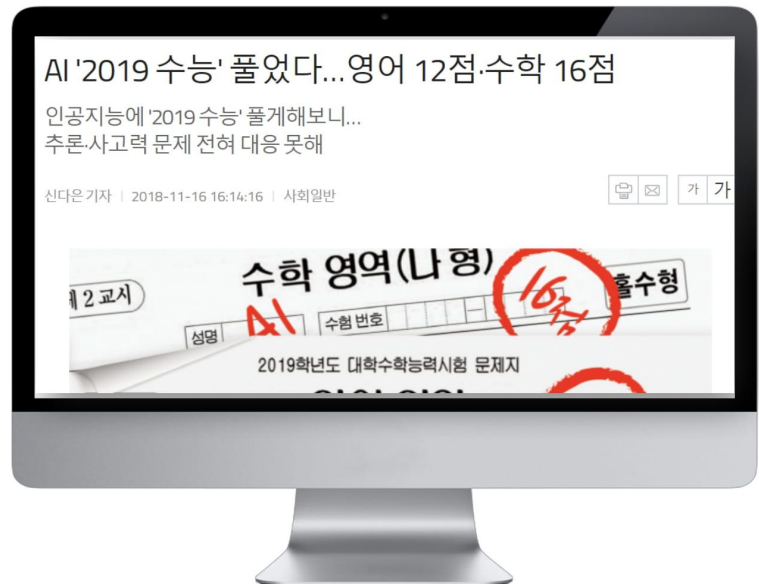 AI '2019 수능' 풀었다...영어 12점·수학 16점
인공지능에 '2019 수능' 풀게해보니...
추론·사고력 문제 전혀 대응 못해
신다은 기자 | 2018-11-16 16:14:16 | 사회일반
가 가
수학 영역(나 형)
제 2 교시
홀수형
16점
성명
AI
수험 번호
2019학년도 대학수학능력시험 문제지